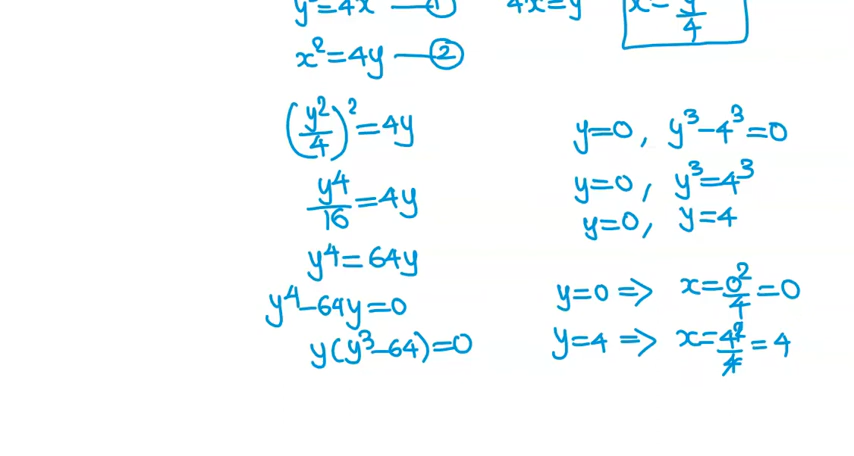 y²=4x —①
4x=y
x=y/4
x²=4y —②
(y²/4)²=4y
y⁴/16=4y
y⁴=64y
y⁴-64y=0
y(y³-64)=0
y=0, y³-4³=0
y=0, y³=4³
y=0, y=4
y=0 => x=0²/4=0
y=4 => x=4²/4=4